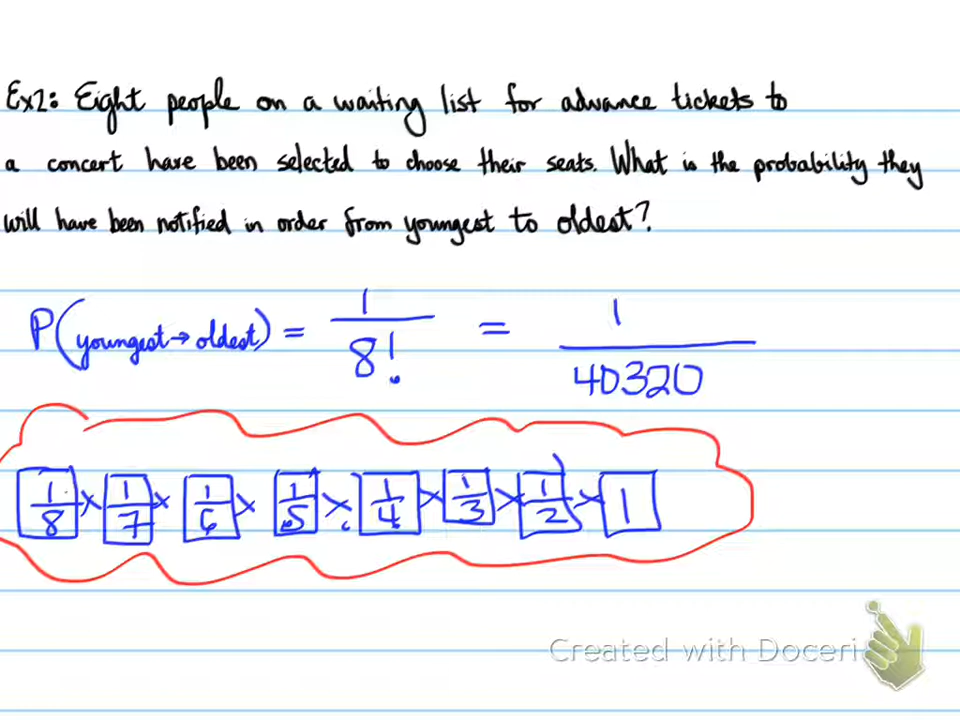 Ex2: Eight people on a waiting list for advance tickets to
a concert have been selected to choose their seats. What is the probability they
will have been notified in order from youngest to oldest?
P(youngest→oldest) = 1/8! = 1/40320
1/8 × 1/7 × 1/6 × 1/5 × 1/4 × 1/3 × 1/2 × 1
Created with Doceri